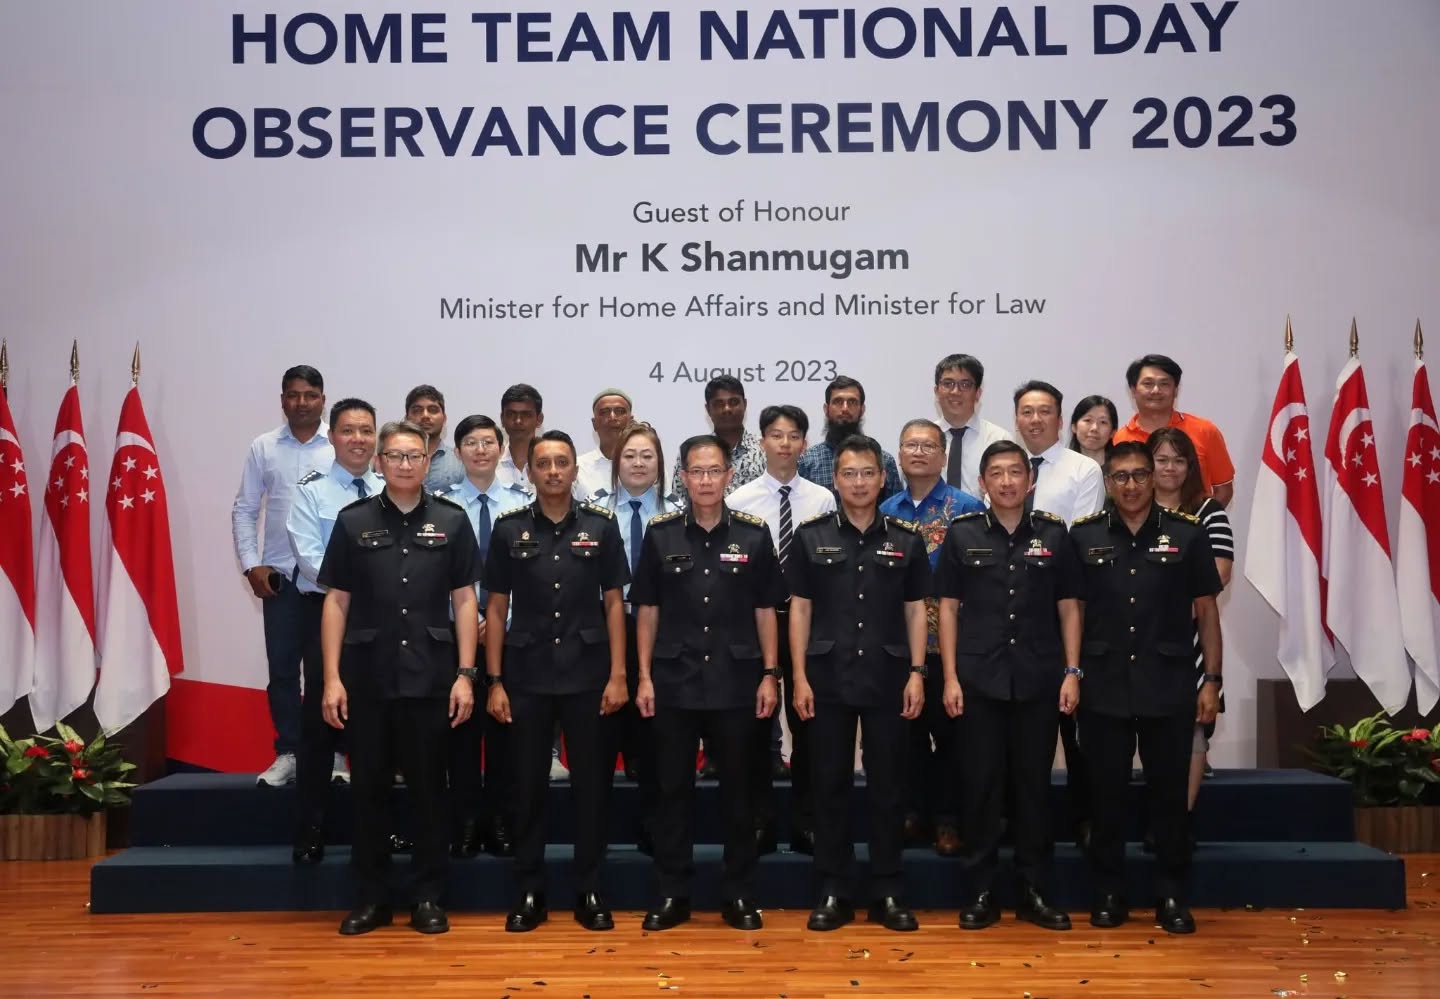 HOME TEAM NATIONAL DAY
OBSERVANCE CEREMONY 2023
Guest of Honour
Mr K Shanmugam
Minister for Home Affairs and Minister for Law
4 August 2023